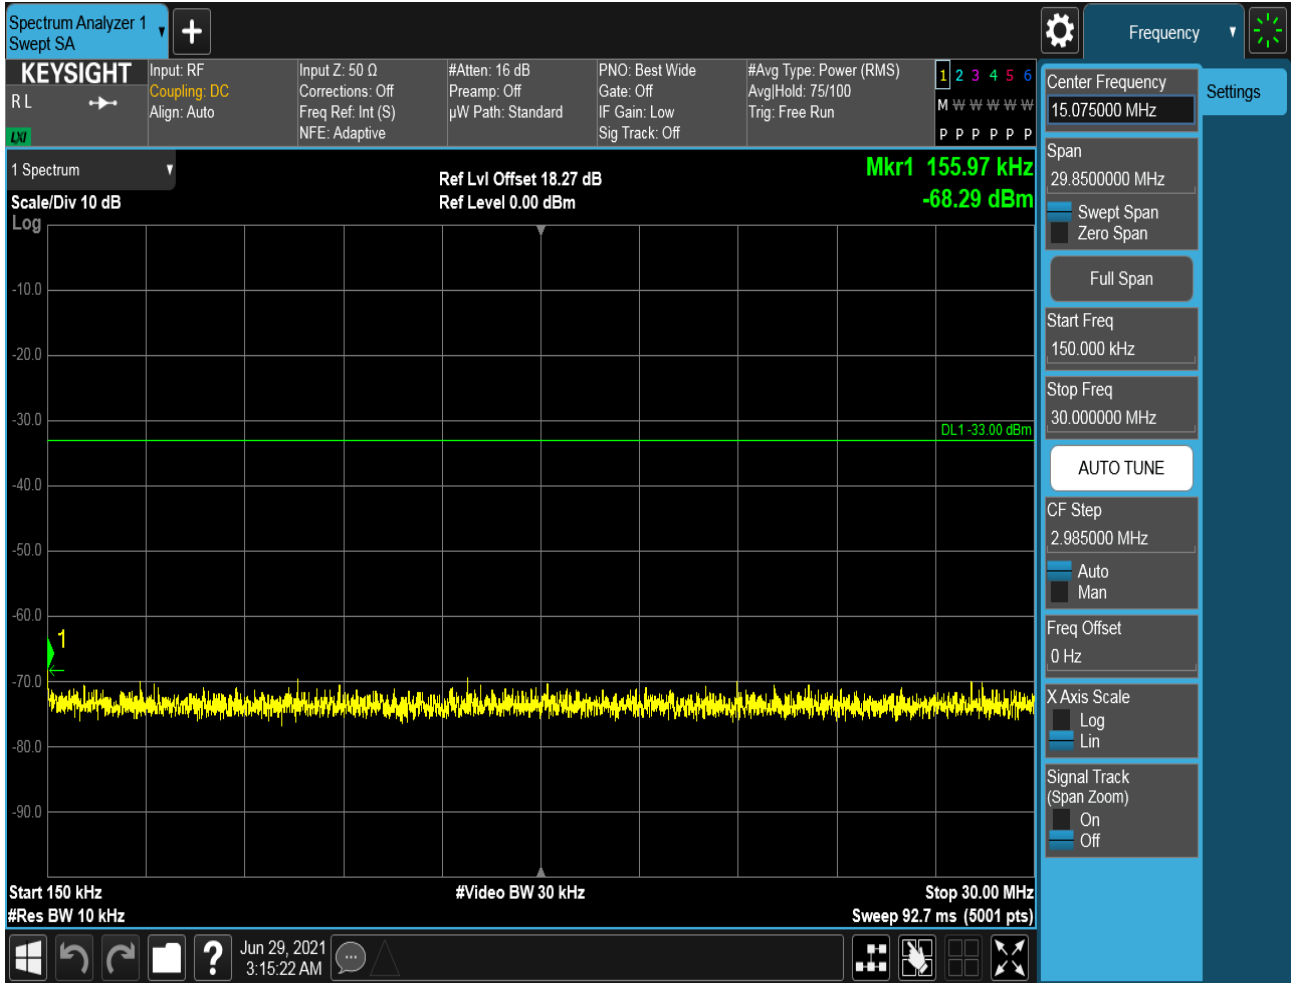 Spectrum Analyzer 1
Swept SA
Frequency
KEYSIGHT
R L
LXI
Input: RF
Coupling: DC
Align: Auto
Input Z: 50 Ω
Corrections: Off
Freq Ref: Int (S)
NFE: Adaptive
#Atten: 16 dB
Preamp: Off
µW Path: Standard
PNO: Best Wide
Gate: Off
IF Gain: Low
Sig Track: Off
#Avg Type: Power (RMS)
Avg|Hold: 75/100
Trig: Free Run
1 2 3 4 5 6
M W W W W W
P P P P P P
1 Spectrum
Scale/Div 10 dB
Log
Ref Lvl Offset 18.27 dB
Ref Level 0.00 dBm
Mkr1 155.97 kHz
-68.29 dBm
-10.0
-20.0
-30.0
DL1 -33.00 dBm
-40.0
-50.0
-60.0
1
-70.0
-80.0
-90.0
Start 150 kHz
#Video BW 30 kHz
Stop 30.00 MHz
#Res BW 10 kHz
Sweep 92.7 ms (5001 pts)
?
Jun 29, 2021
3:15:22 AM
Settings
Center Frequency
15.075000 MHz
Span
29.8500000 MHz
Swept Span
Zero Span
Full Span
Start Freq
150.000 kHz
Stop Freq
30.000000 MHz
AUTO TUNE
CF Step
2.985000 MHz
Auto
Man
Freq Offset
0 Hz
X Axis Scale
Log
Lin
Signal Track
(Span Zoom)
On
Off